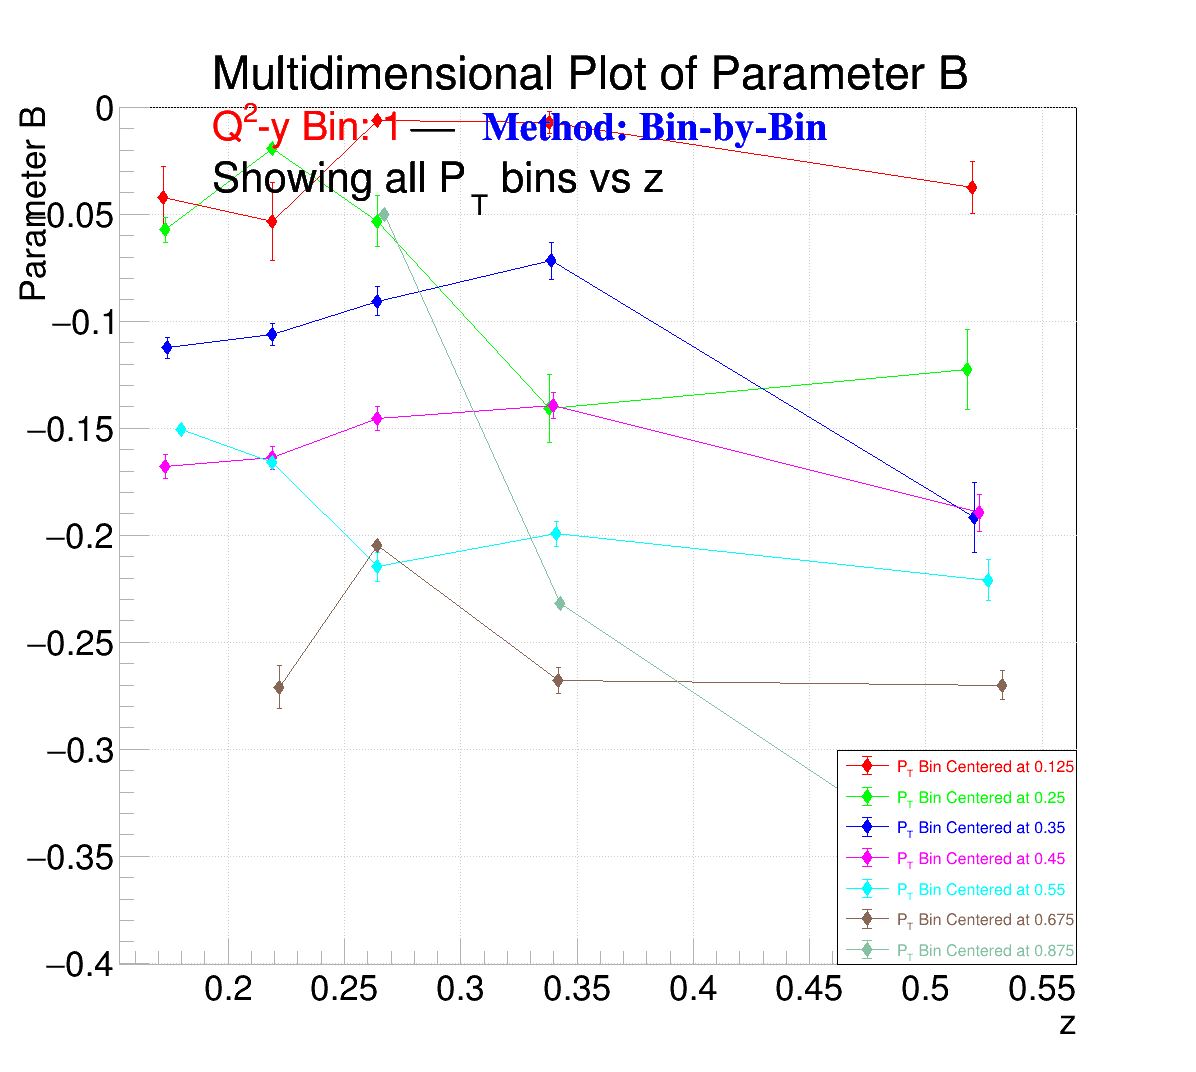 Multidimensional Plot of Parameter B
Q²-y Bin: 1 — Method: Bin-by-Bin
Showing all P_T bins vs z
Parameter B
0
−0.05
−0.1
−0.15
−0.2
−0.25
−0.3
−0.35
−0.4
P_T Bin Centered at 0.125
P_T Bin Centered at 0.25
P_T Bin Centered at 0.35
P_T Bin Centered at 0.45
P_T Bin Centered at 0.55
P_T Bin Centered at 0.675
P_T Bin Centered at 0.875
0.2 0.25 0.3 0.35 0.4 0.45 0.5 0.55
z